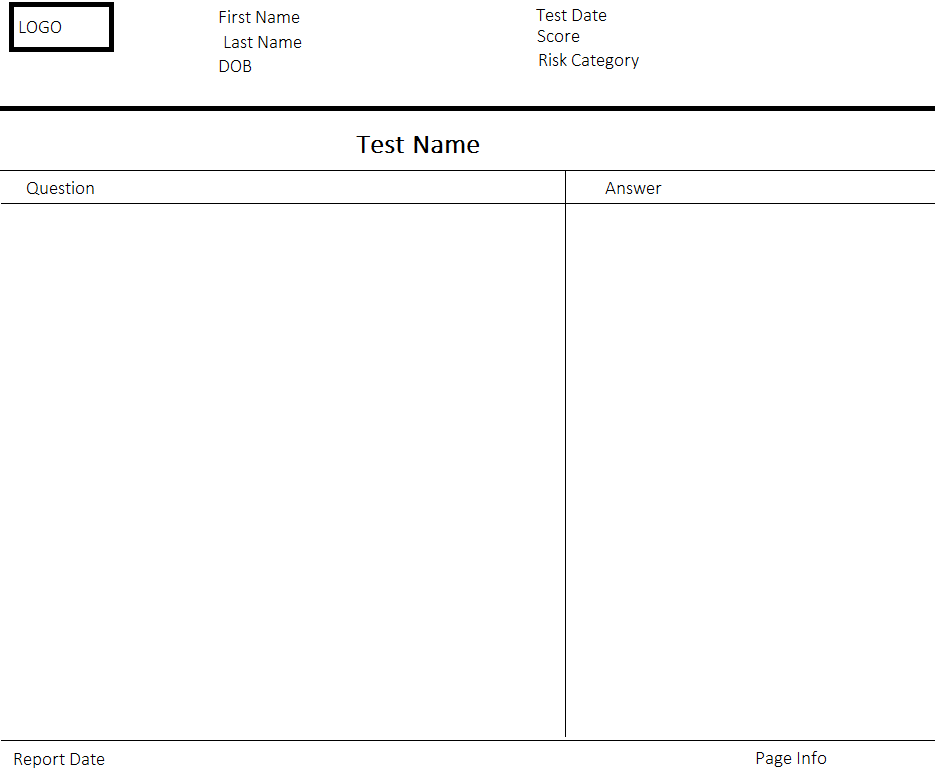 LOGO
First Name
Last Name
DOB
Test Date
Score
Risk Category
Test Name
Question
Answer
Report Date
Page Info